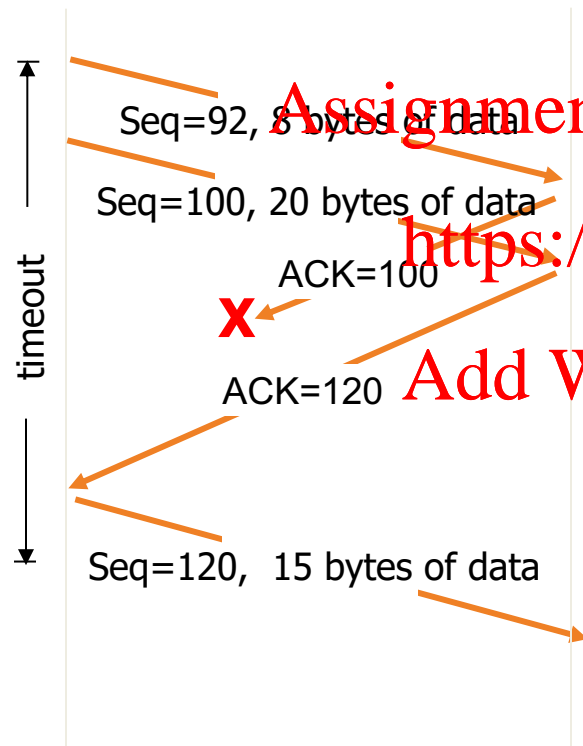 Seq=92, 8 bytes of data
Seq=100, 20 bytes of data
https:/
ACK=100
X
timeout
ACK=120
Add
Seq=120, 15 bytes of data